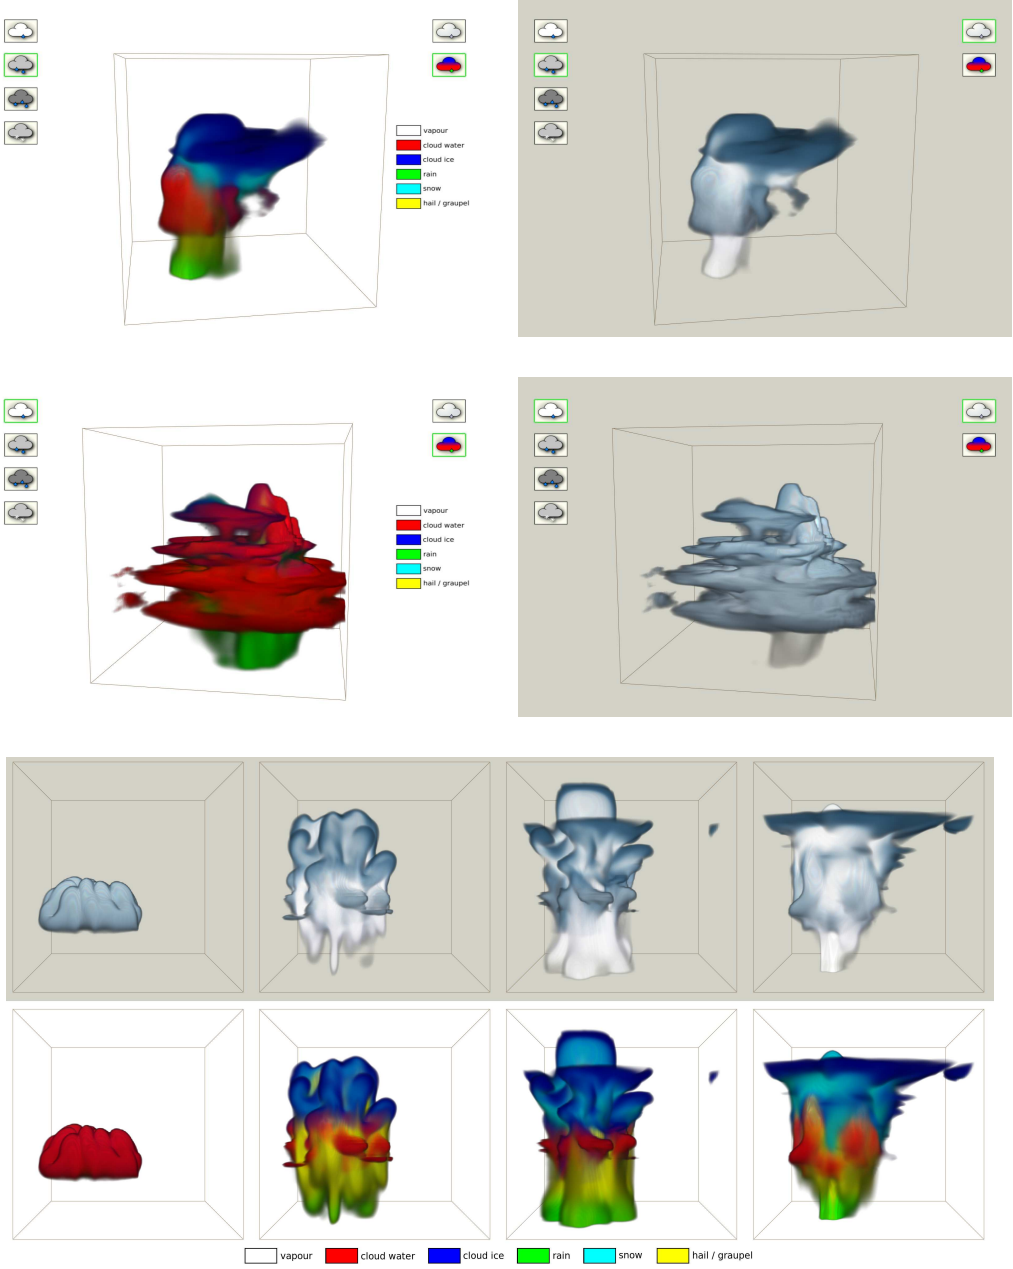 vapour
cloud water
cloud ice
rain
snow
hail / graupel
vapour
cloud water
cloud ice
rain
snow
hail / graupel
vapour cloud water cloud ice rain snow hail / graupel